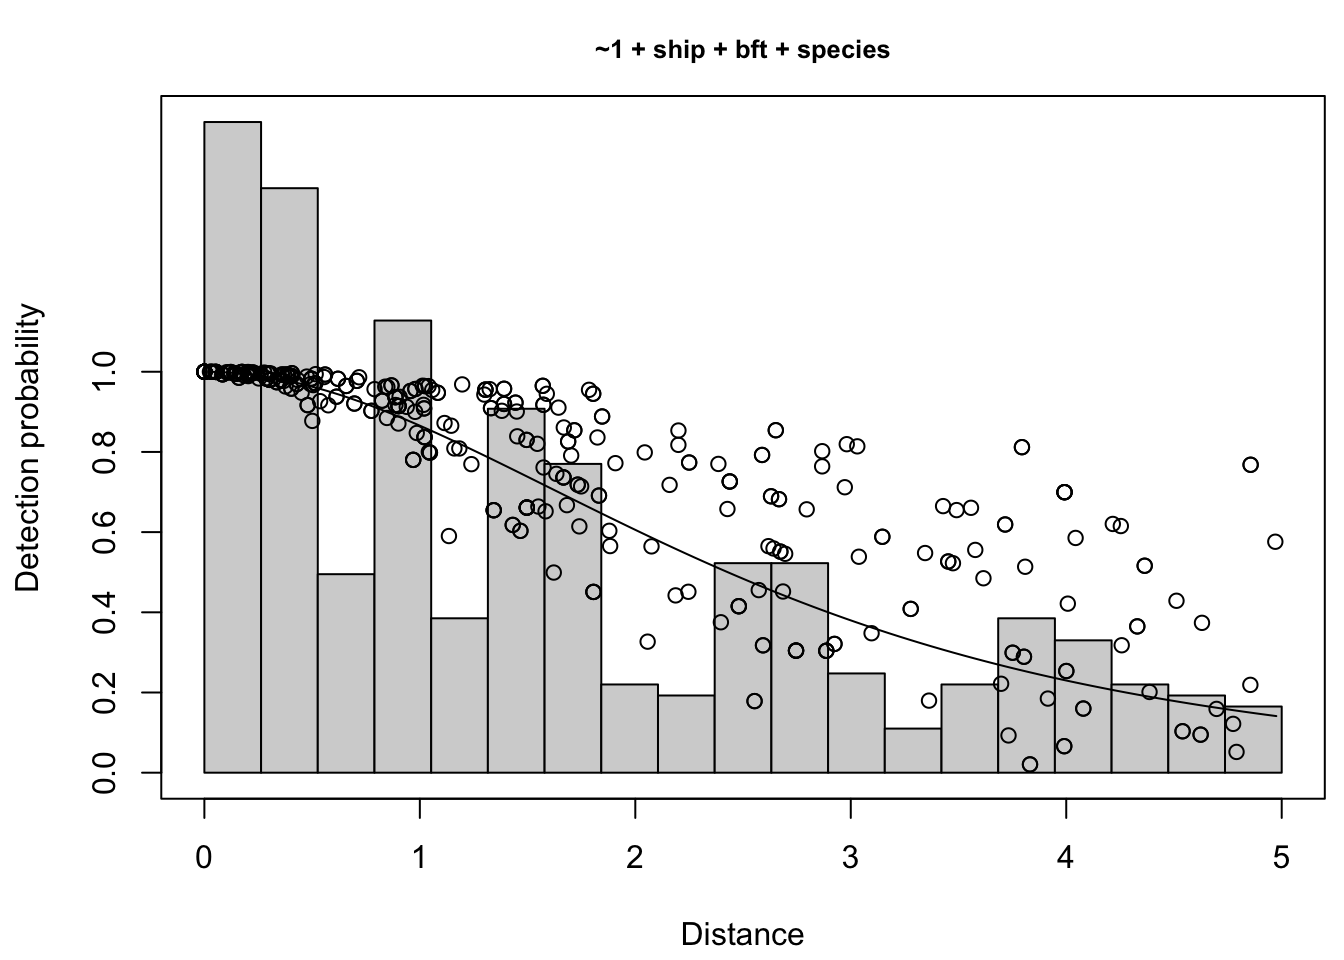 ~1 + ship + bft + species
Detection probability
1.0
0.8
0.6
0.4
0.2
0.0
0 1 2 3 4 5
Distance